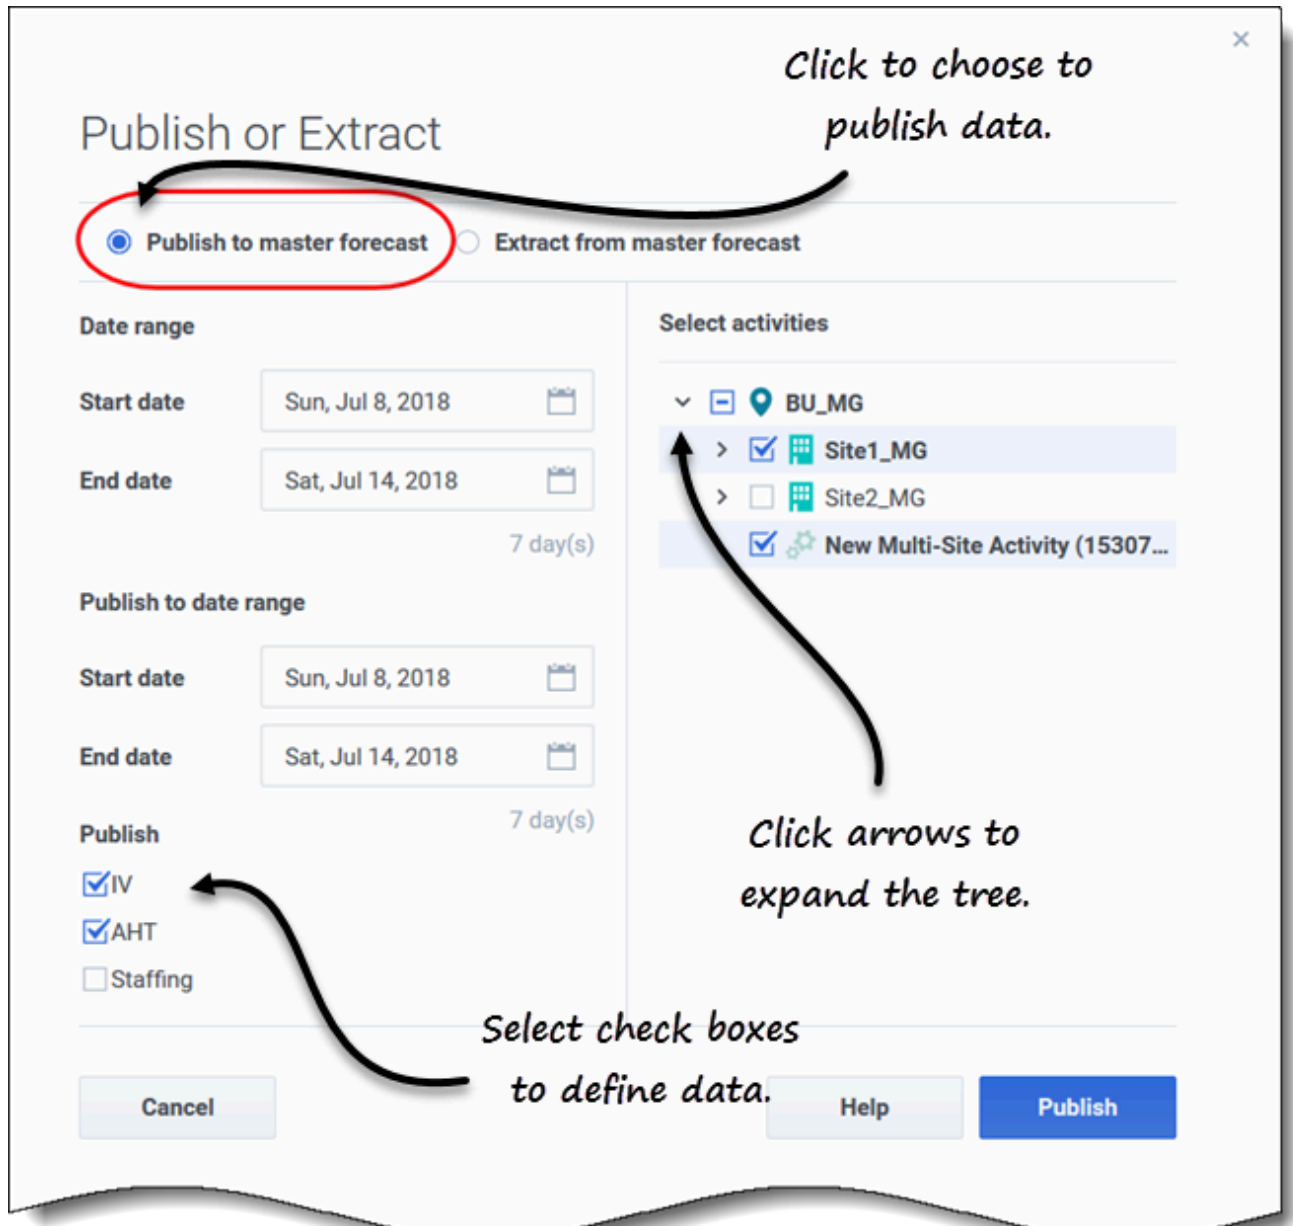 Click to choose to
publish data.
Publish or Extract
Publish to master forecast
Extract from master forecast
Date range
Start date
Sun, Jul 8, 2018
End date
Sat, Jul 14, 2018
7 day(s)
Publish to date range
Start date
Sun, Jul 8, 2018
End date
Sat, Jul 14, 2018
7 day(s)
Publish
IV
AHT
Staffing
Select activities
BU_MG
Site1_MG
Site2_MG
New Multi-Site Activity (15307...
Click arrows to
expand the tree.
Select check boxes
to define data.
Cancel
Help
Publish